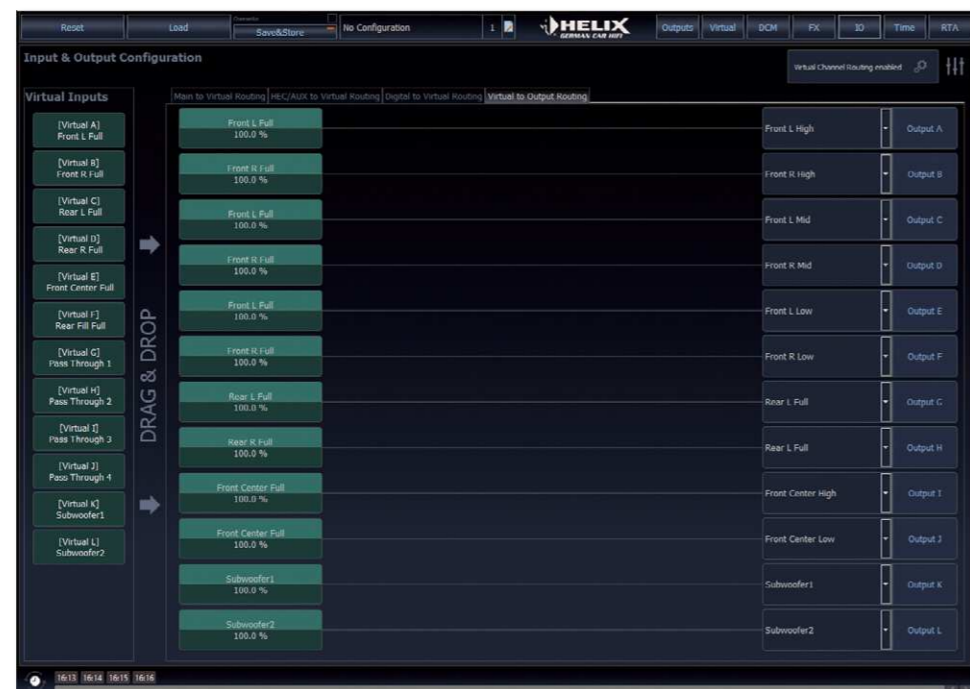 Reset
Load
Overwrite
Save&Store
No Configuration
1
HELIX
GERMAN CAR HIFI
Outputs
Virtual
DCM
FX
IO
Time
RTA
Input & Output Configuration
Virtual Channel Routing enabled
Virtual Inputs
Main to Virtual Routing
HEC/AUX to Virtual Routing
Digital to Virtual Routing
Virtual to Output Routing
[Virtual A]
Front L Full
[Virtual B]
Front R Full
[Virtual C]
Rear L Full
[Virtual D]
Rear R Full
[Virtual E]
Front Center Full
[Virtual F]
Rear Fill Full
[Virtual G]
Pass Through 1
[Virtual H]
Pass Through 2
[Virtual I]
Pass Through 3
[Virtual J]
Pass Through 4
[Virtual K]
Subwoofer1
[Virtual L]
Subwoofer2
DRAG & DROP
Front L Full
100.0 %
Front L High
Output A
Front R Full
100.0 %
Front R High
Output B
Front L Full
100.0 %
Front L Mid
Output C
Front R Full
100.0 %
Front R Mid
Output D
Front L Full
100.0 %
Front L Low
Output E
Front R Full
100.0 %
Front R Low
Output F
Rear L Full
100.0 %
Rear L Full
Output G
Rear R Full
100.0 %
Rear L Full
Output H
Front Center Full
100.0 %
Front Center High
Output I
Front Center Full
100.0 %
Front Center Low
Output J
Subwoofer1
100.0 %
Subwoofer1
Output K
Subwoofer2
100.0 %
Subwoofer2
Output L
16:13 16:14 16:15 16:16